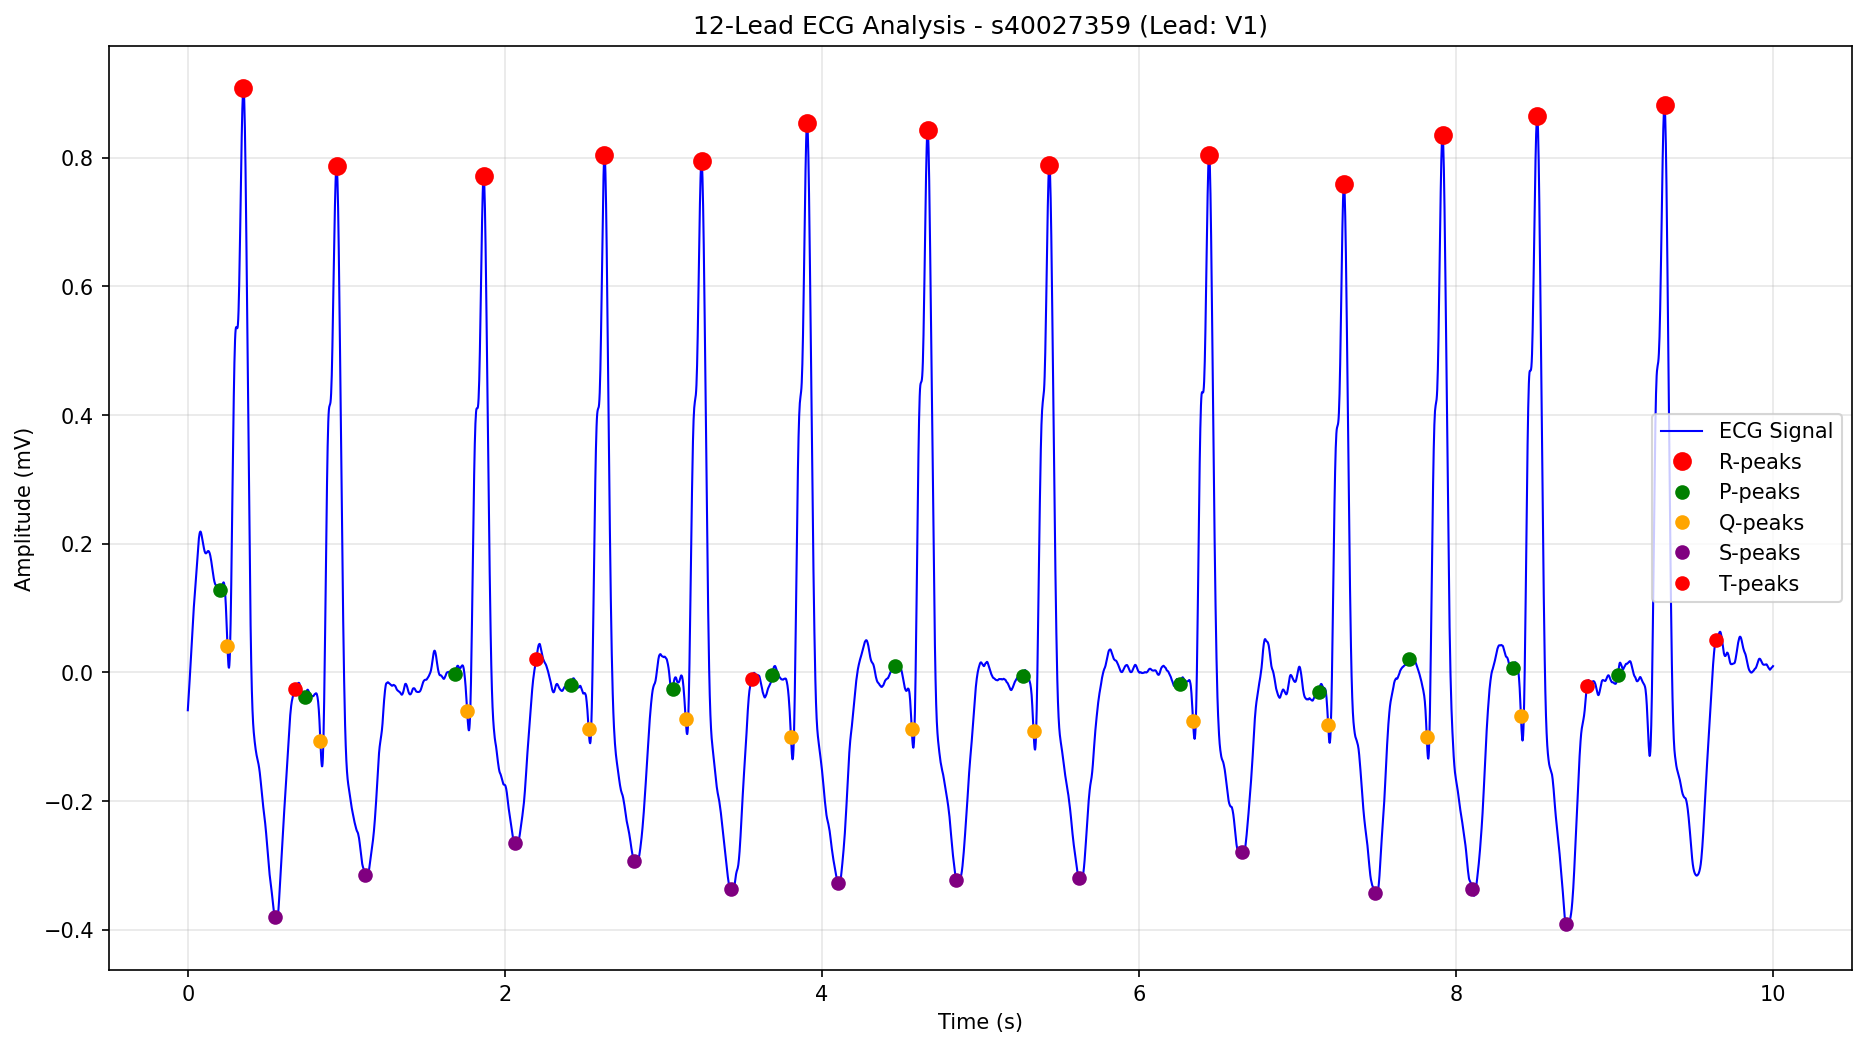 12-Lead ECG Analysis - s40027359 (Lead: V1)
Amplitude (mV)
0.8
0.6
0.4
0.2
0.0
−0.2
−0.4
ECG Signal
R-peaks
P-peaks
Q-peaks
S-peaks
T-peaks
0 2 4 6 8 10
Time (s)